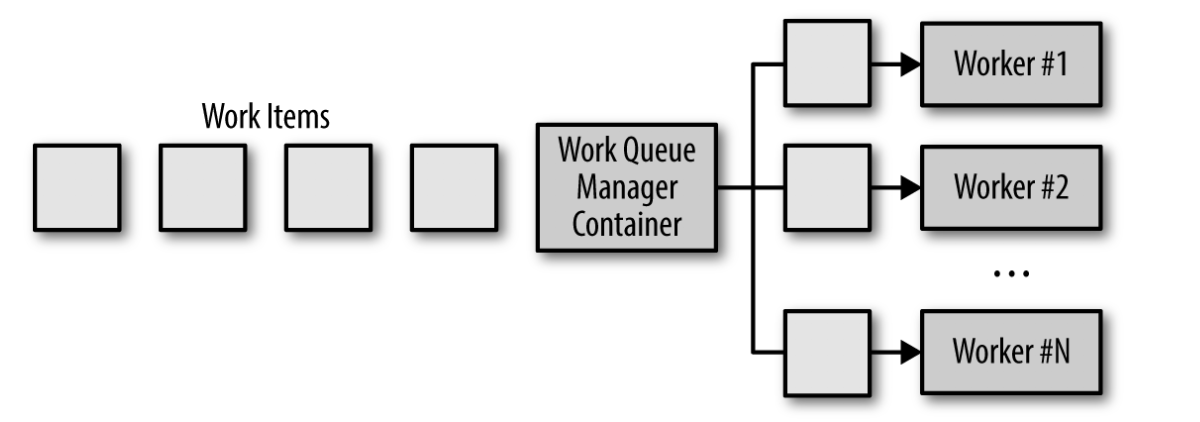 Work Items
Work Queue
Manager
Container
Worker #1
Worker #2
...
Worker #N